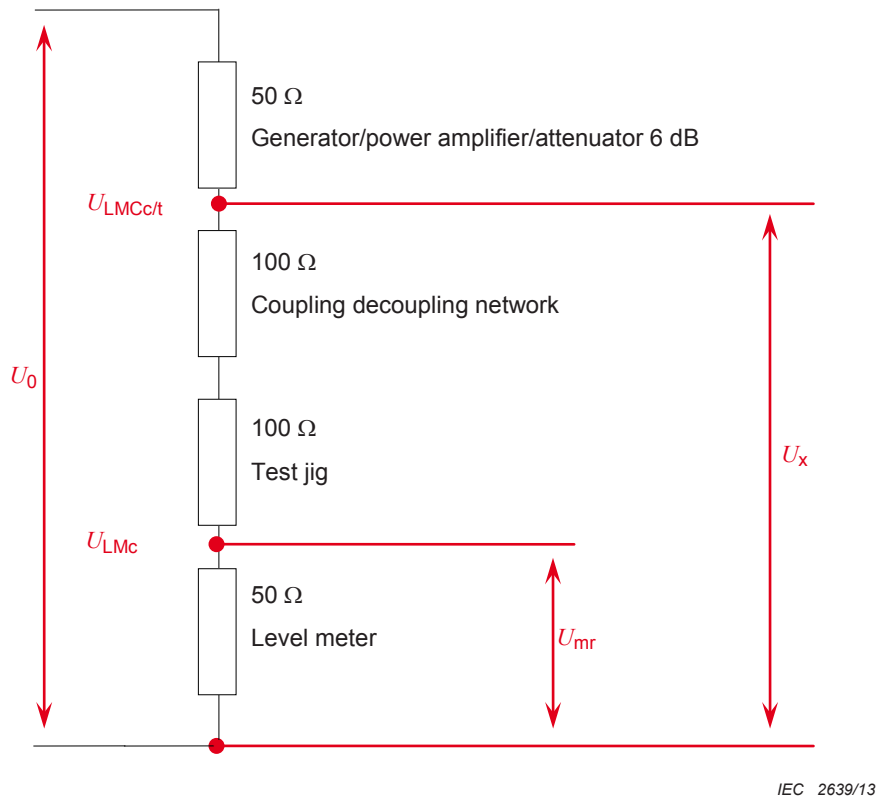 50 Ω
Generator/power amplifier/attenuator 6 dB
ULMCc/t
100 Ω
Coupling decoupling network
U0
100 Ω
Test jig
Ux
ULMc
50 Ω
Level meter
Umr
IEC 2639/13